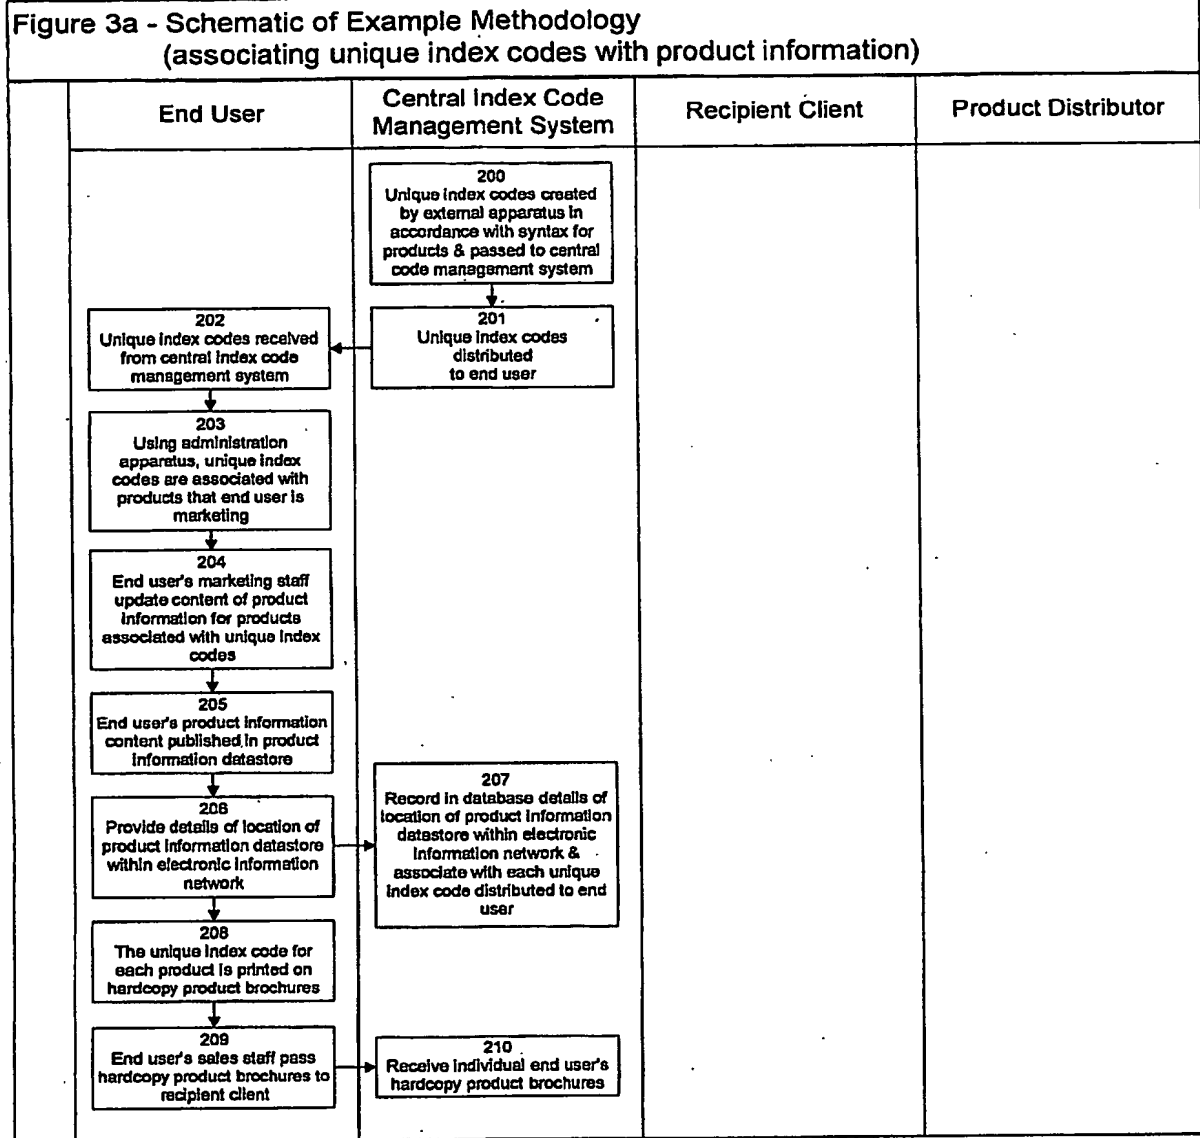 Figure 3a - Schematic of Example Methodology
(associating unique index codes with product information)
End User
Central Index Code
Management System
Recipient Client
Product Distributor
200
Unique index codes created
by external apparatus in
accordance with syntax for
products & passed to central
code management system
202
Unique index codes received
from central index code
management system
201
Unique index codes
distributed
to end user
203
Using administration
apparatus, unique index
codes are associated with
products that end user is
marketing
204
End user's marketing staff
update content of product
information for products
associated with unique index
codes
205
End user's product information
content published in product
information datastore
206
Provide details of location of
product information datastore
within electronic information
network
207
Record in database details of
location of product information
datastore within electronic
information network &
associate with each unique
index code distributed to end
user
208
The unique index code for
each product is printed on
hardcopy product brochures
209
End user's sales staff pass
hardcopy product brochures to
recipient client
210
Receive individual end user's
hardcopy product brochures